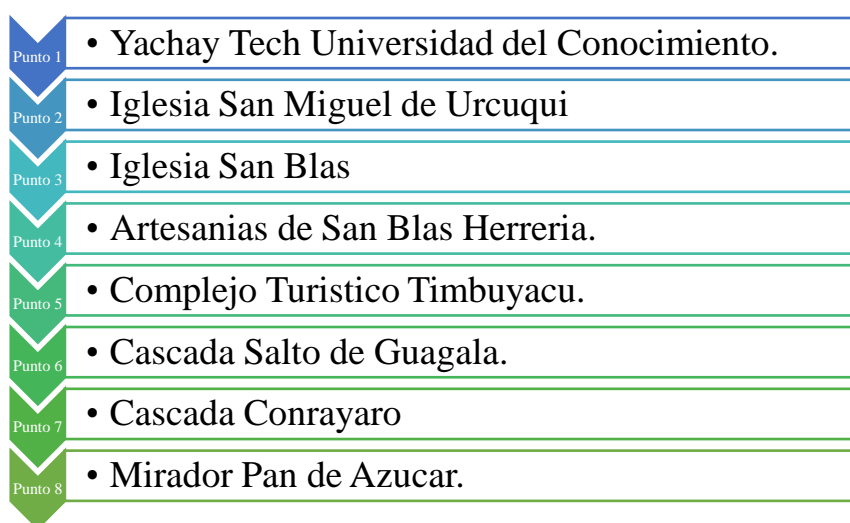 Punto 1
• Yachay Tech Universidad del Conocimiento.
Punto 2
• Iglesia San Miguel de Urcuqui
Punto 3
• Iglesia San Blas
Punto 4
• Artesanias de San Blas Herreria.
Punto 5
• Complejo Turistico Timbuyacu.
Punto 6
• Cascada Salto de Guagala.
Punto 7
• Cascada Conrayaro
Punto 8
• Mirador Pan de Azucar.